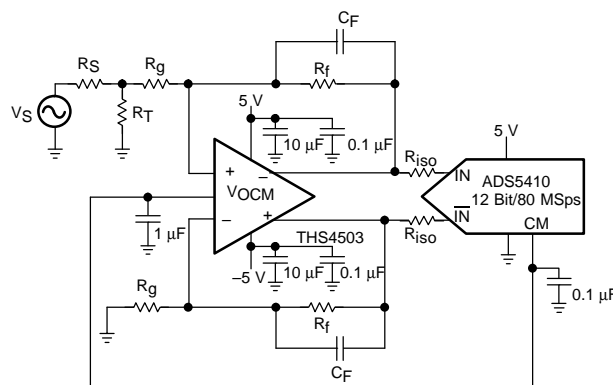 CF
RS
Rg
Rf
VS
RT
5 V
10 µF
0.1 µF
5 V
Riso
IN
ADS5410
12 Bit/80 MSps
IN
CM
+
−
VOCM
−
+
1 µF
THS4503
Riso
−5 V
10 µF
0.1 µF
0.1 µF
Rg
Rf
CF